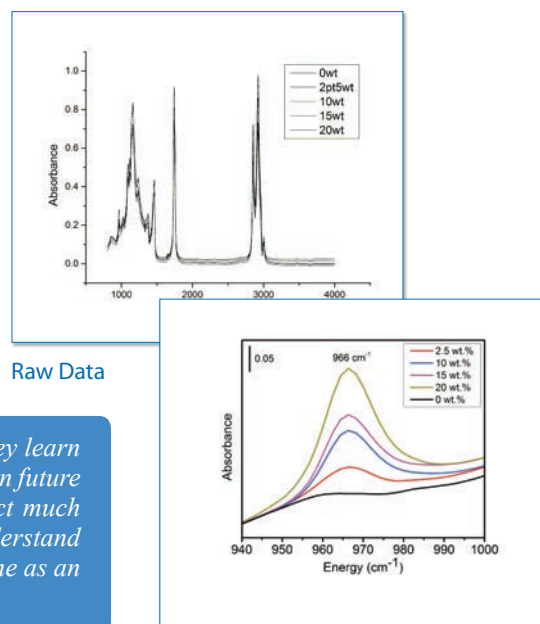 1.0
0.8
0.6
0.4
0.2
0.0
Absorbance
0wt
2pt5wt
10wt
15wt
20wt
1000 2000 3000 4000
Raw Data
0.05
966 cm⁻¹
2.5 wt.%
10 wt.%
15 wt.%
20 wt.%
0 wt.%
Absorbance
940 950 960 970 980 990 1000
Energy (cm⁻¹)
ey learn
n future
ct much
derstand
ne as an